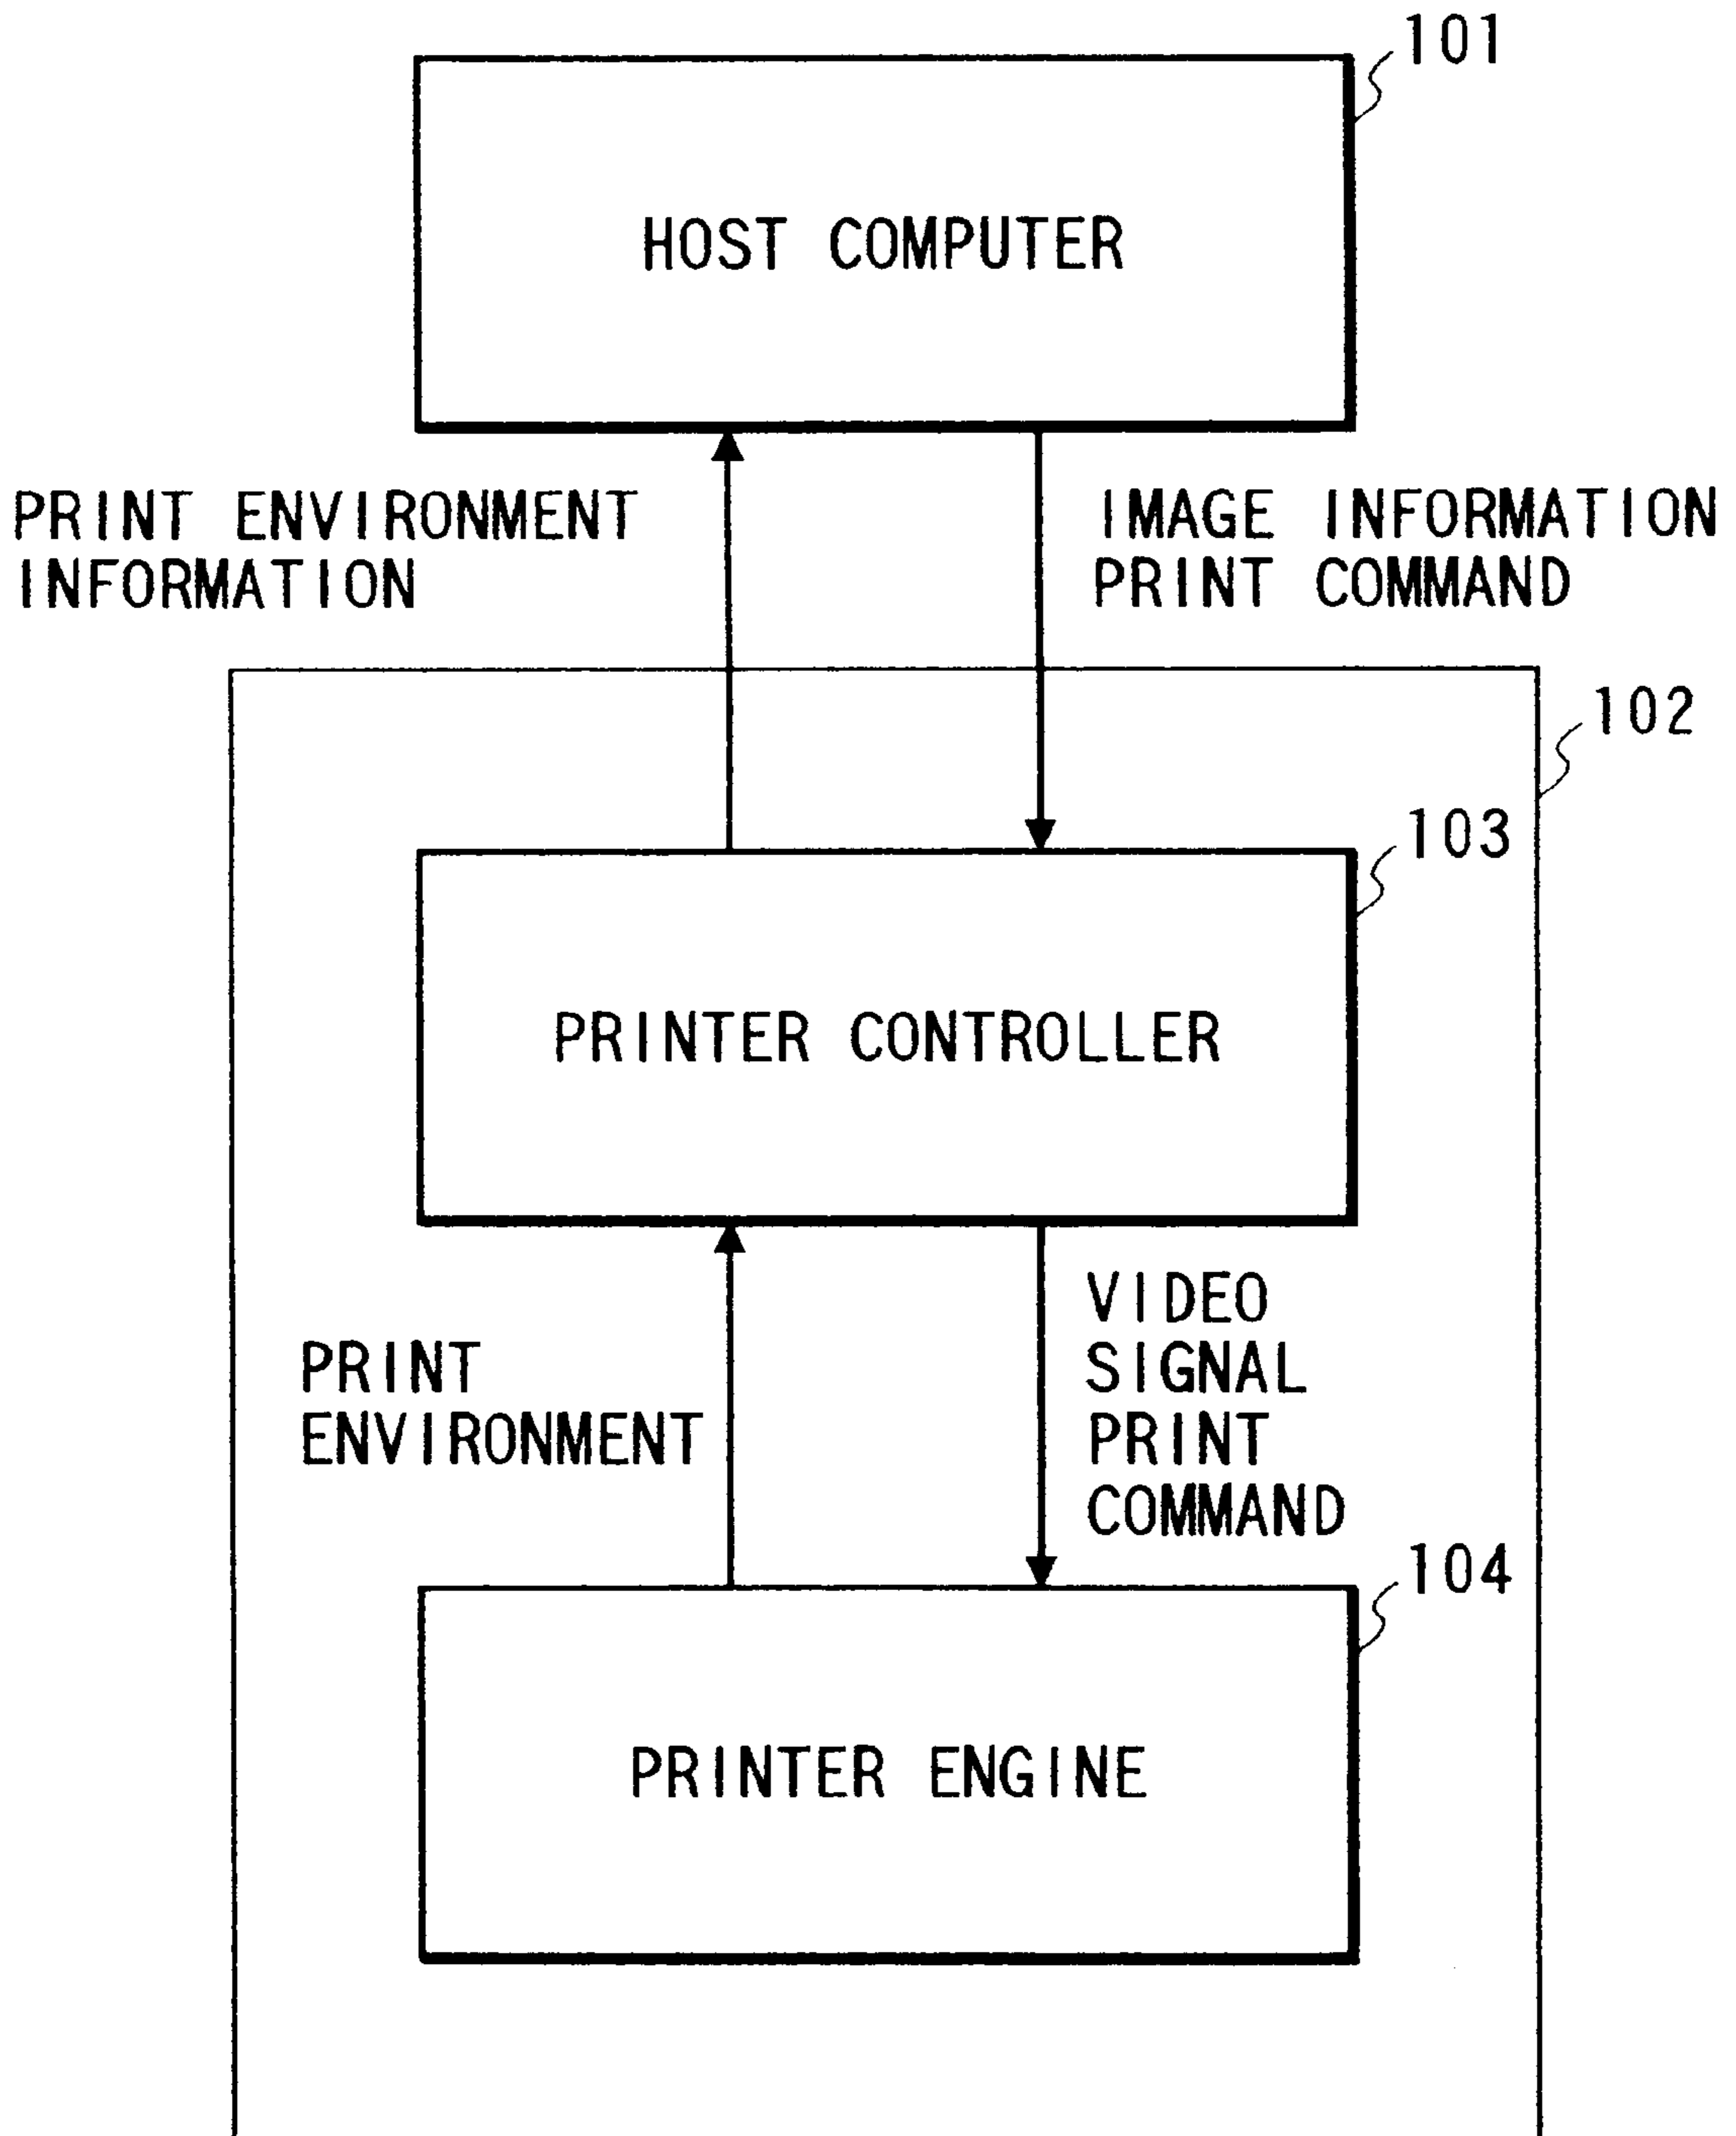 101
HOST COMPUTER
PRINT ENVIRONMENT
INFORMATION
IMAGE INFORMATION
PRINT COMMAND
102
103
PRINTER CONTROLLER
PRINT
ENVIRONMENT
VIDEO
SIGNAL
PRINT
COMMAND
104
PRINTER ENGINE